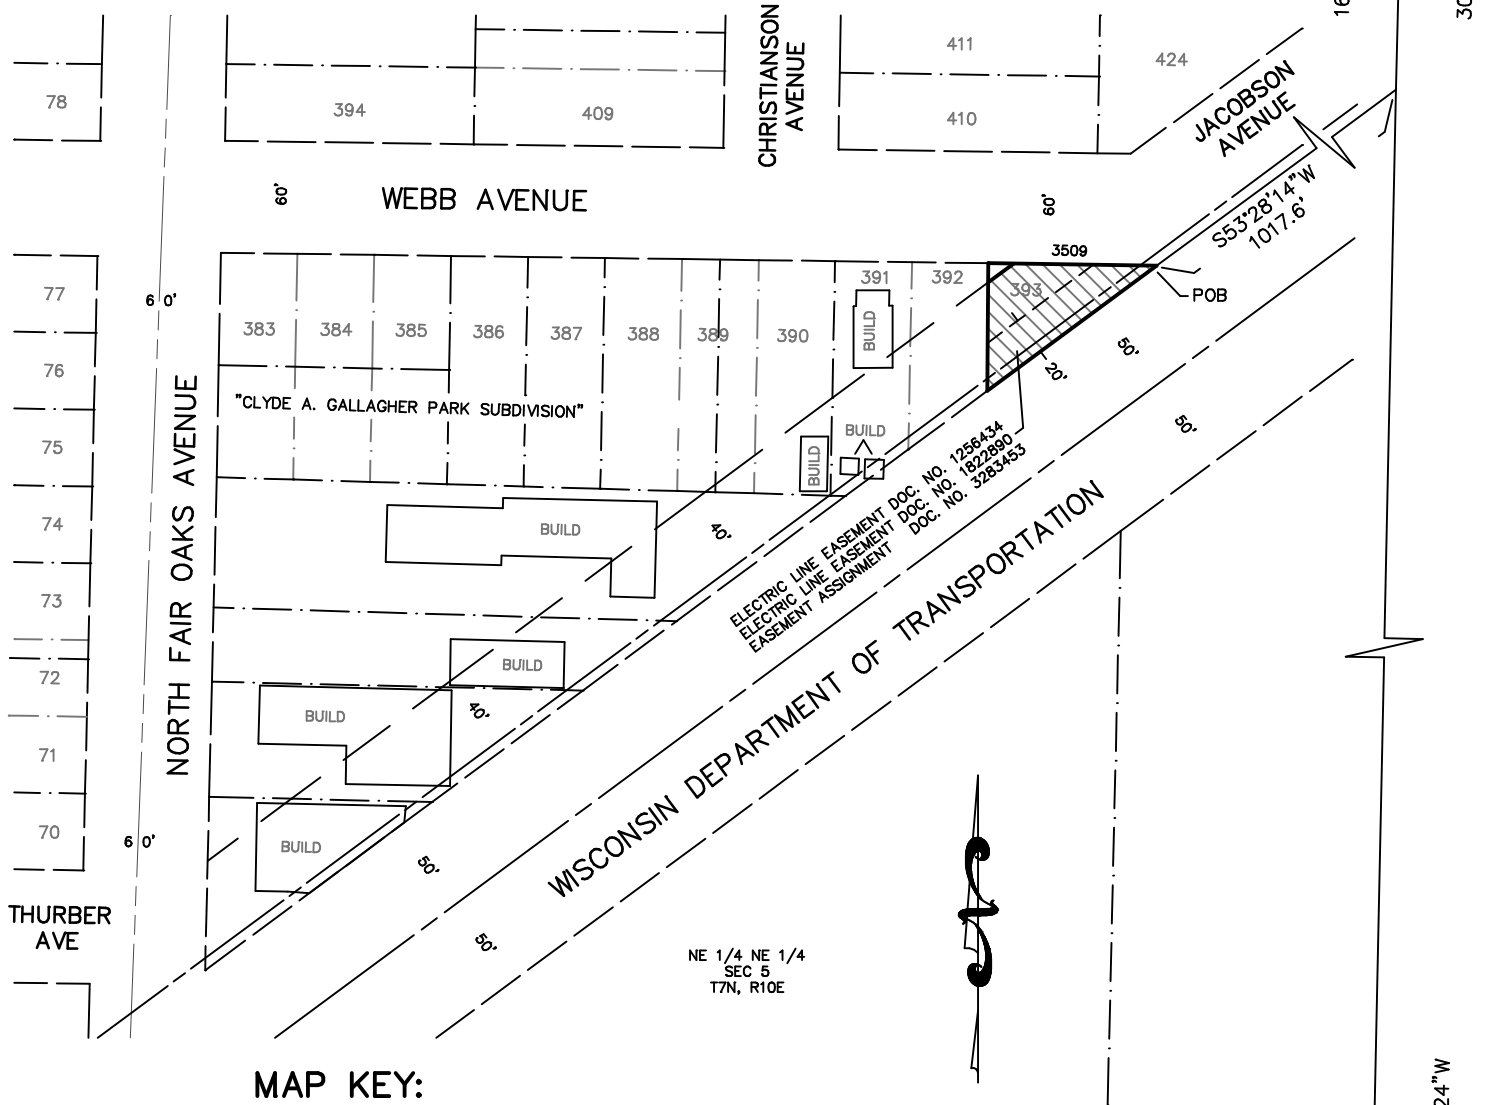 16
30
CHRISTIANSON
AVENUE
411
424
78
394
409
410
JACOBSON
AVENUE
60'
WEBB AVENUE
60'
S53°28'14"W
1017.6'
3509
77
6 0'
391
392
393
POB
383
384
385
386
387
388
389
390
BUILD
76
50'
20'
NORTH FAIR OAKS AVENUE
"CLYDE A. GALLAGHER PARK SUBDIVISION"
50'
75
BUILD
BUILD
ELECTRIC LINE EASEMENT DOC. NO. 1256434
ELECTRIC LINE EASEMENT DOC. NO. 1822890
EASEMENT ASSIGNMENT DOC. NO. 3283453
74
BUILD
40'
73
WISCONSIN DEPARTMENT OF TRANSPORTATION
72
BUILD
71
BUILD
40'
70
6 0'
BUILD
50'
THURBER
AVE
50'
NE 1/4 NE 1/4
SEC 5
T7N, R10E
MAP KEY:
24"W